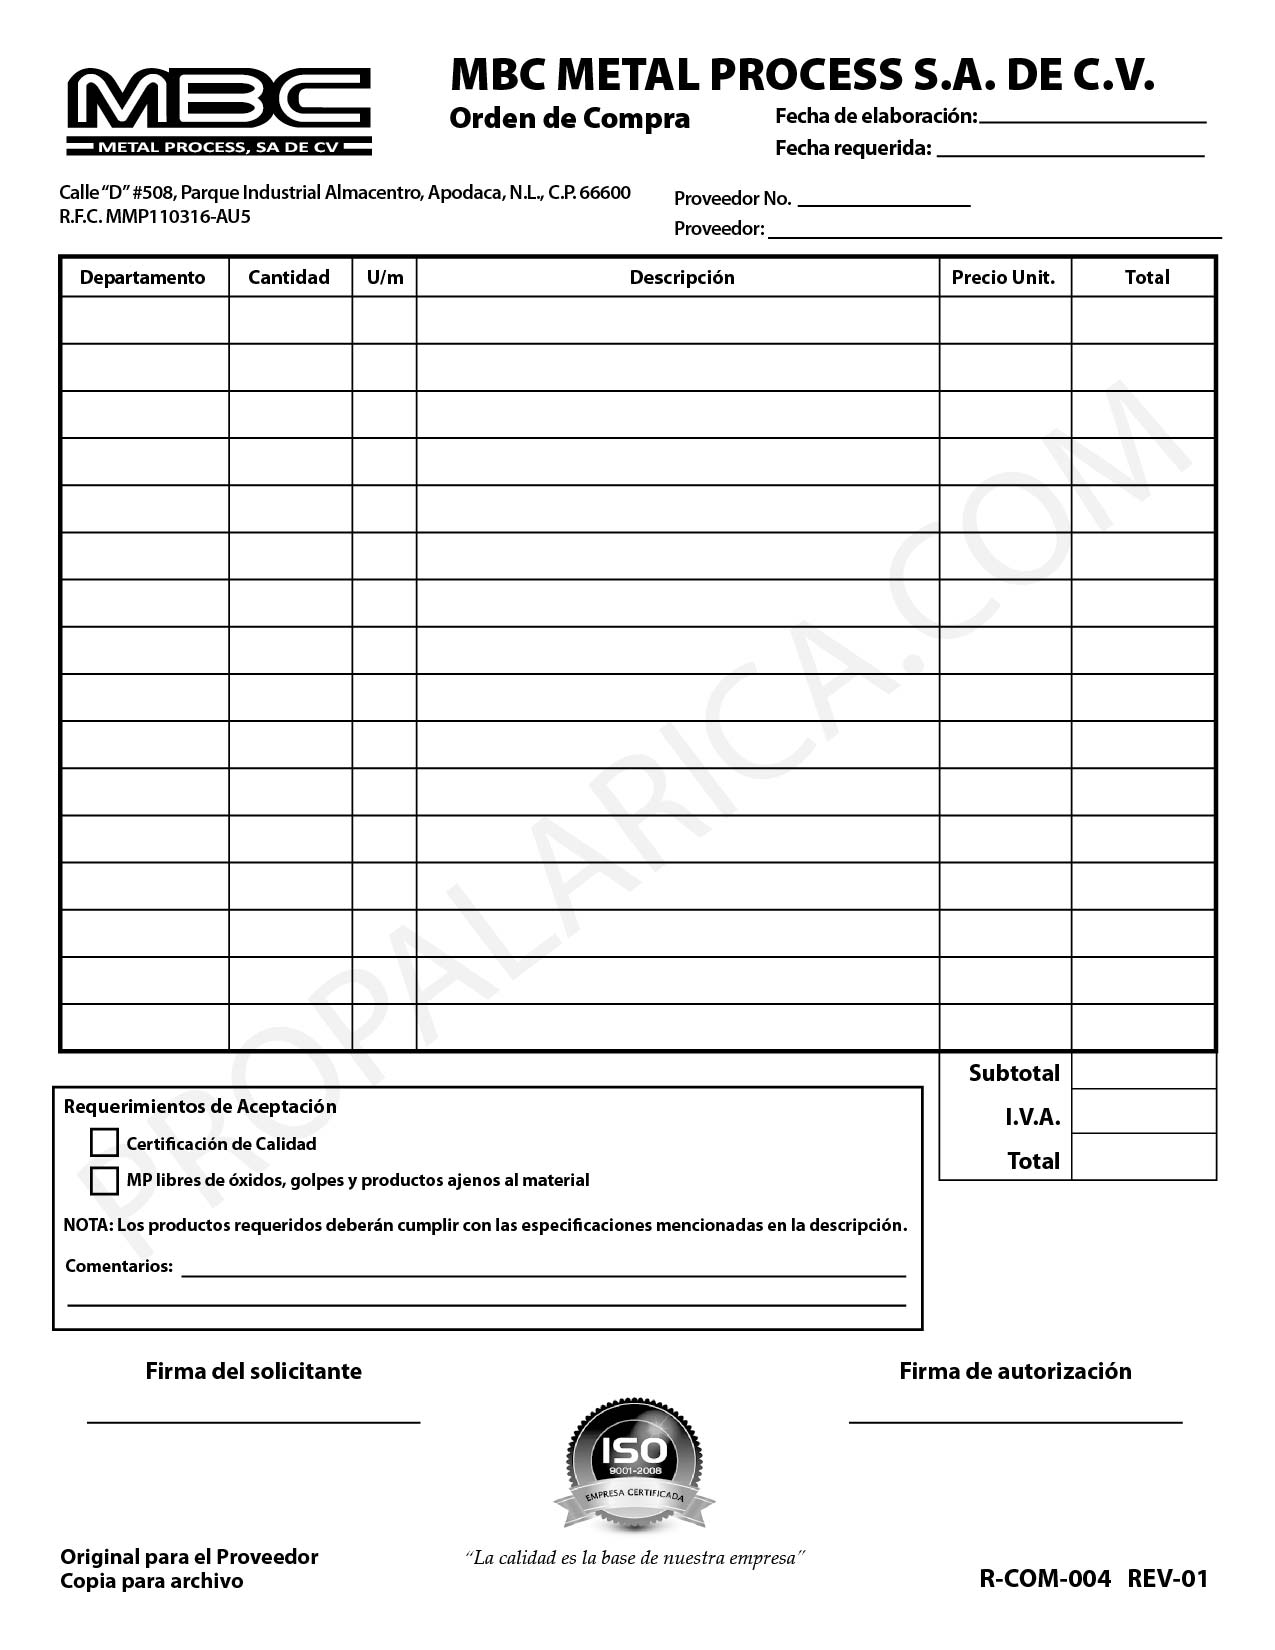 MBC
METAL PROCESS, SA DE CV
MBC METAL PROCESS S.A. DE C.V.
Orden de Compra
Fecha de elaboración:
Fecha requerida:
Calle “D” #508, Parque Industrial Almacentro, Apodaca, N.L., C.P. 66600
R.F.C. MMP110316-AU5
Proveedor No.
Proveedor:
Departamento Cantidad U/m Descripción Precio Unit. Total
PROPALARICA.COM
Subtotal
I.V.A.
Total
Requerimientos de Aceptación
Certificación de Calidad
MP libres de óxidos, golpes y productos ajenos al material
NOTA: Los productos requeridos deberán cumplir con las especificaciones mencionadas en la descripción.
Comentarios:
Firma del solicitante
Firma de autorización
ISO
9001-2008
EMPRESA CERTIFICADA
Original para el Proveedor
Copia para archivo
“La calidad es la base de nuestra empresa”
R-COM-004 REV-01